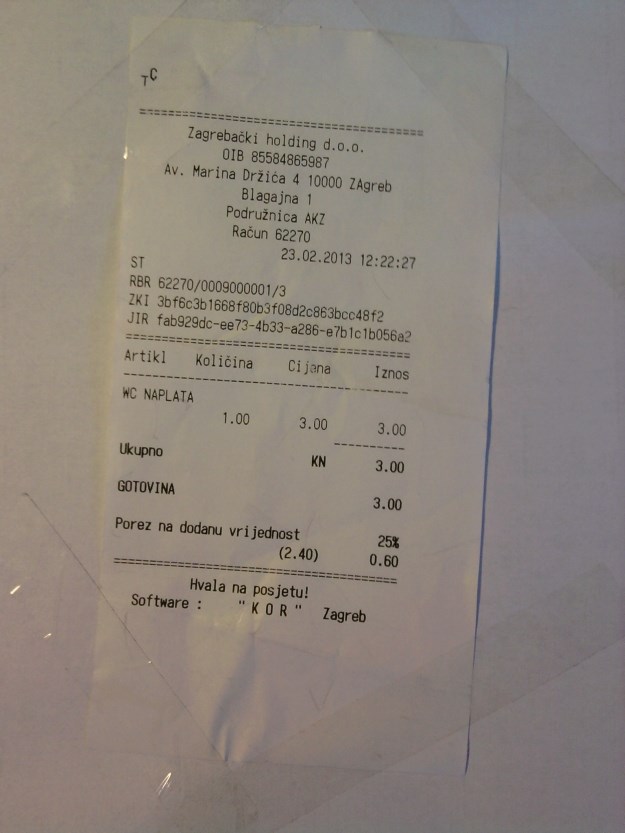 TC
================================
Zagrebački holding d.o.o.
OIB 85584865987
Av. Marina Držića 4 10000 ZAgreb
Blagajna 1
Podružnica AKZ
Račun 62270
23.02.2013 12:22:27
ST
RBR 62270/0009000001/3
ZKI 3bf6c3b1668f80b3f08d2c863bcc48f2
JIR fab929dc-ee73-4b33-a286-e7b1c1b056a2
================================
Artikl Količina Cijena Iznos
--------------------------------
WC NAPLATA
1.00 3.00 3.00
---------
Ukupno KN 3.00
GOTOVINA 3.00
Porez na dodanu vrijednost 25%
(2.40) 0.60
================================
Hvala na posjetu!
Software : "K O R" Zagreb